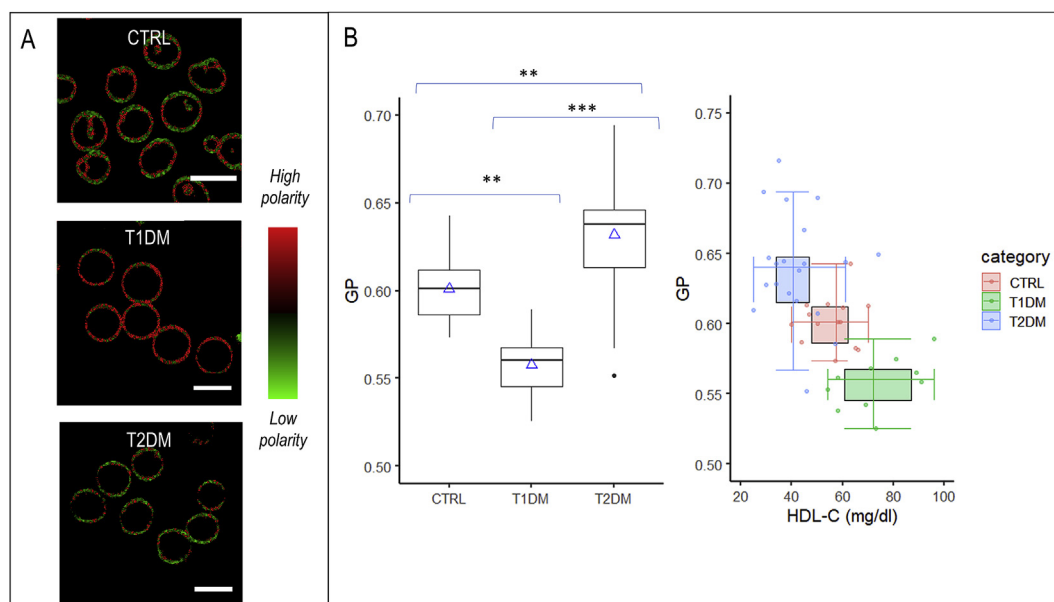 A
CTRL
T1DM
T2DM
High
polarity
Low
polarity
B
**
***
**
0.70
0.65
0.60
0.55
0.50
GP
CTRL
T1DM
T2DM
0.75
0.70
0.65
0.60
0.55
0.50
GP
20
40
60
80
100
HDL-C (mg/dl)
category
CTRL
T1DM
T2DM